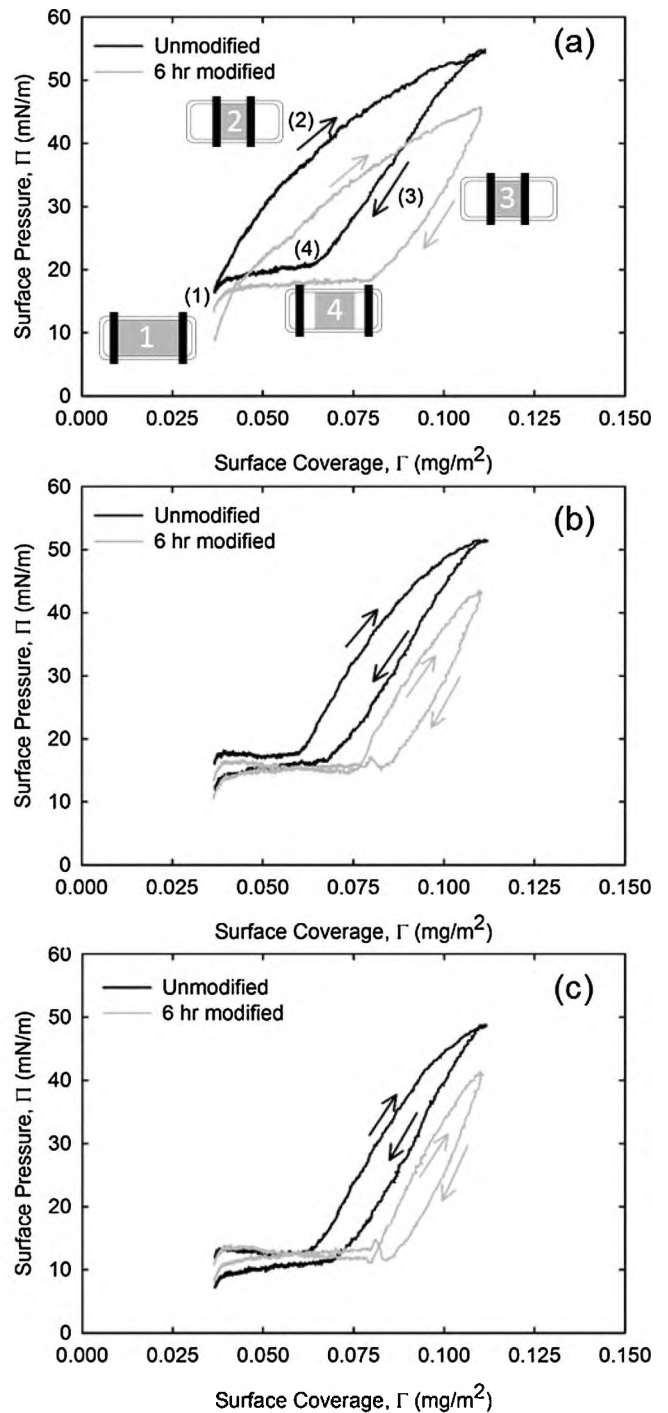 (a)
Unmodified
6 hr modified
60
50
40
30
20
10
0
Surface Pressure, Π (mN/m)
2
(2)
3
(3)
(4)
(1)
4
1
0.000 0.025 0.050 0.075 0.100 0.125 0.150
Surface Coverage, Γ (mg/m²)
(b)
Unmodified
6 hr modified
60
50
40
30
20
10
0
Surface Pressure, Π (mN/m)
0.000 0.025 0.050 0.075 0.100 0.125 0.150
Surface Coverage, Γ (mg/m²)
(c)
Unmodified
6 hr modified
60
50
40
30
20
10
0
Surface Pressure, Π (mN/m)
0.000 0.025 0.050 0.075 0.100 0.125 0.150
Surface Coverage, Γ (mg/m²)